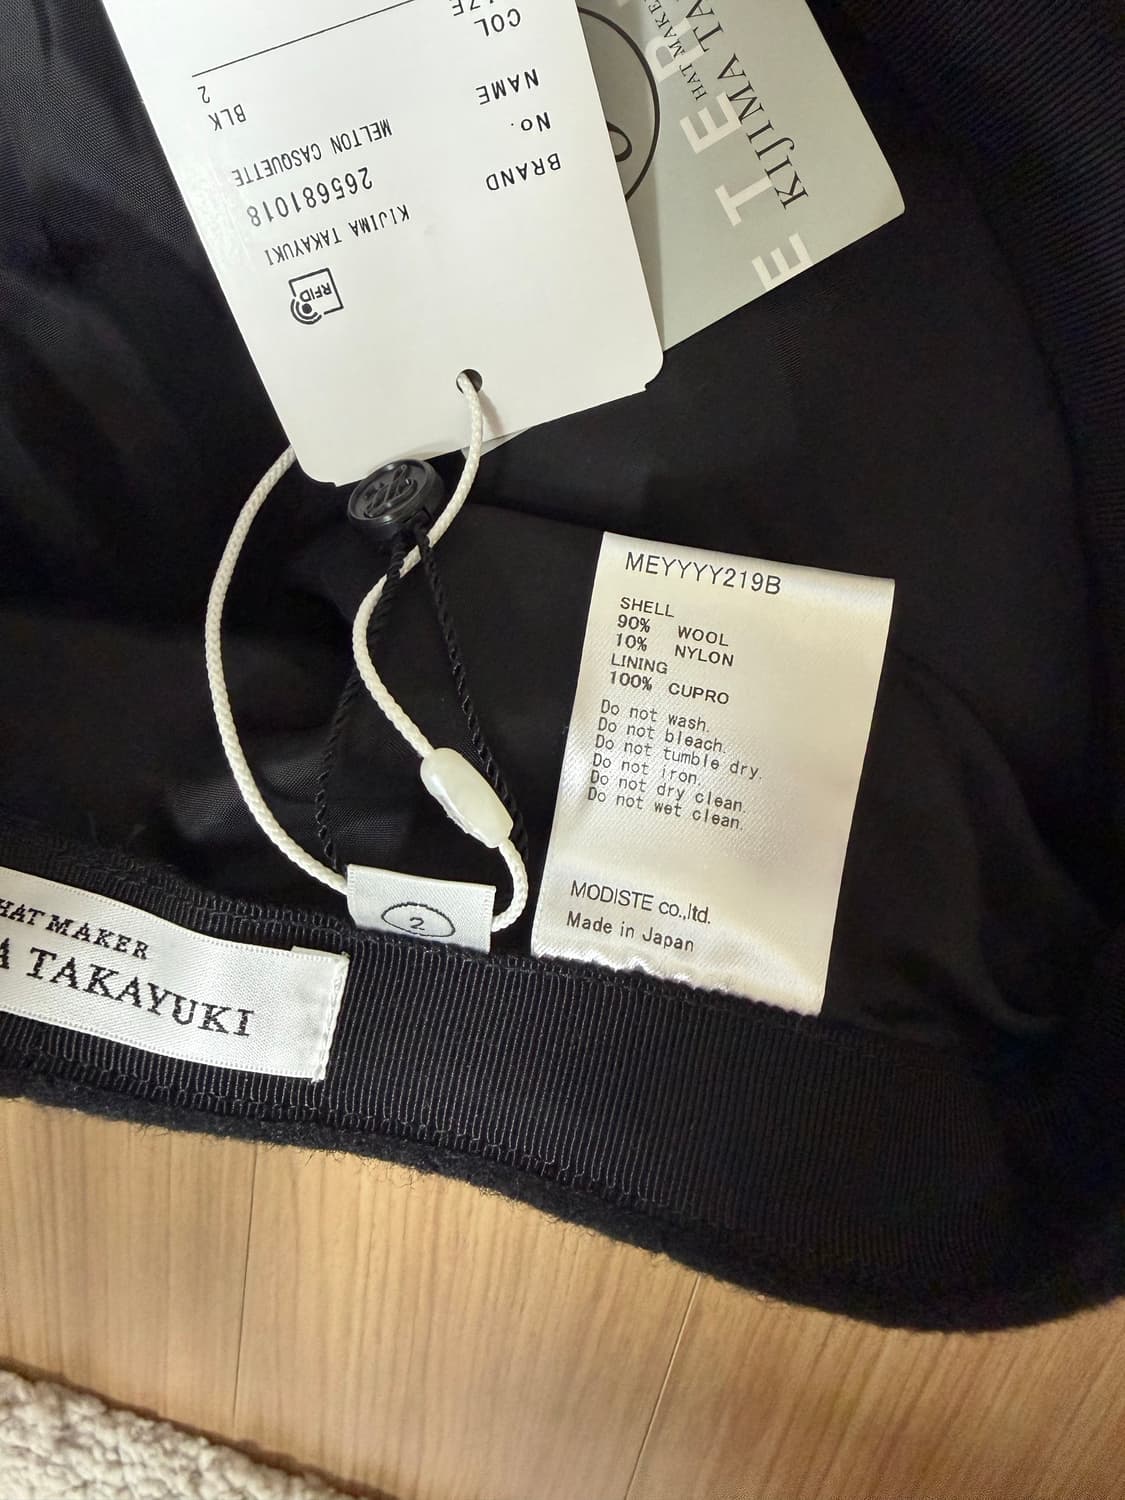 BRAND KIJIMA TAKAYUKI
No. 265681018
NAME MELTON CASQUETTE
COL BLK
2
RFID
HAT MAKER
KIJIMA TA
ETE
MEYYYY219B
SHELL
90% WOOL
10% NYLON
LINING
100% CUPRO
Do not wash.
Do not bleach.
Do not tumble dry.
Do not iron.
Do not dry clean.
Do not wet clean.
MODISTE co.,ltd.
Made in Japan
2
HAT MAKER
A TAKAYUKI